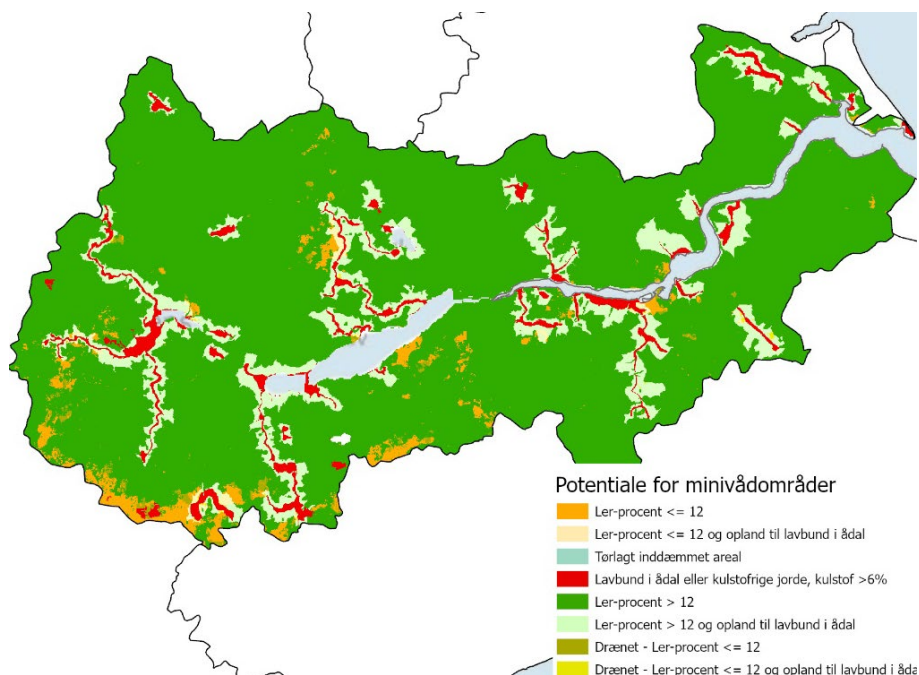 Potentiale for minivådområder
Ler-procent <= 12
Ler-procent <= 12 og opland til lavbund i ådal
Tørlagt inddæmmet areal
Lavbund i ådal eller kulstofrige jorde, kulstof >6%
Ler-procent > 12
Ler-procent > 12 og opland til lavbund i ådal
Drænet - Ler-procent <= 12
Drænet - Ler-procent <= 12 og opland til lavbund i ådal